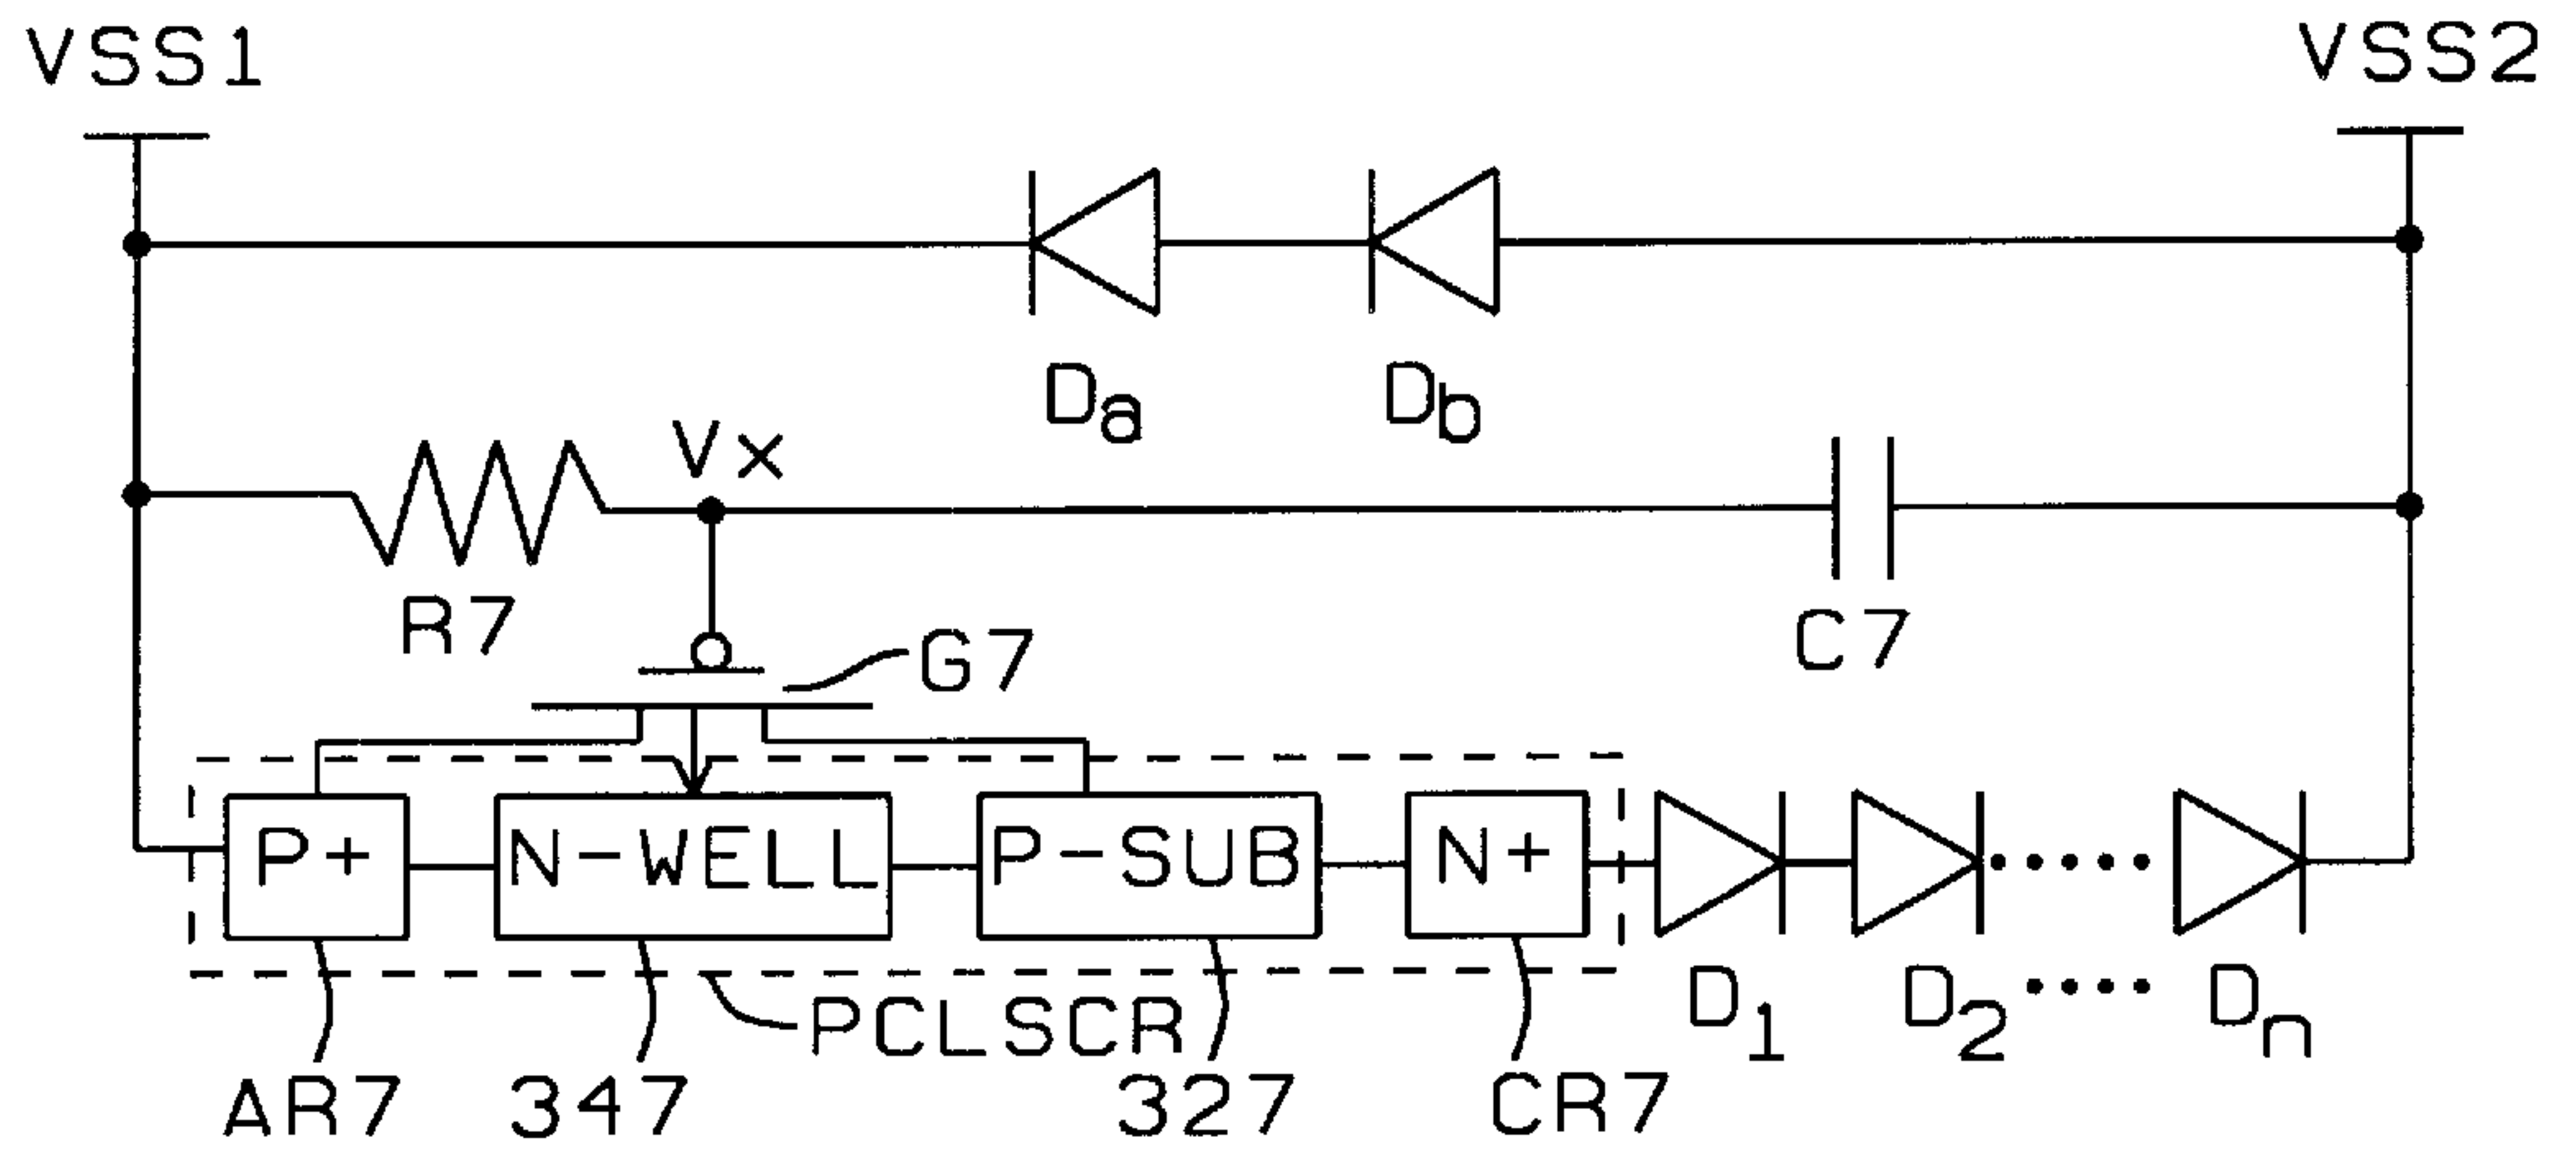 VSS1
VSS2
Da
Db
Vx
R7
C7
G7
P+
N-WELL
P-SUB
N+
D1
D2
Dn
PCLSCR
AR7
347
327
CR7